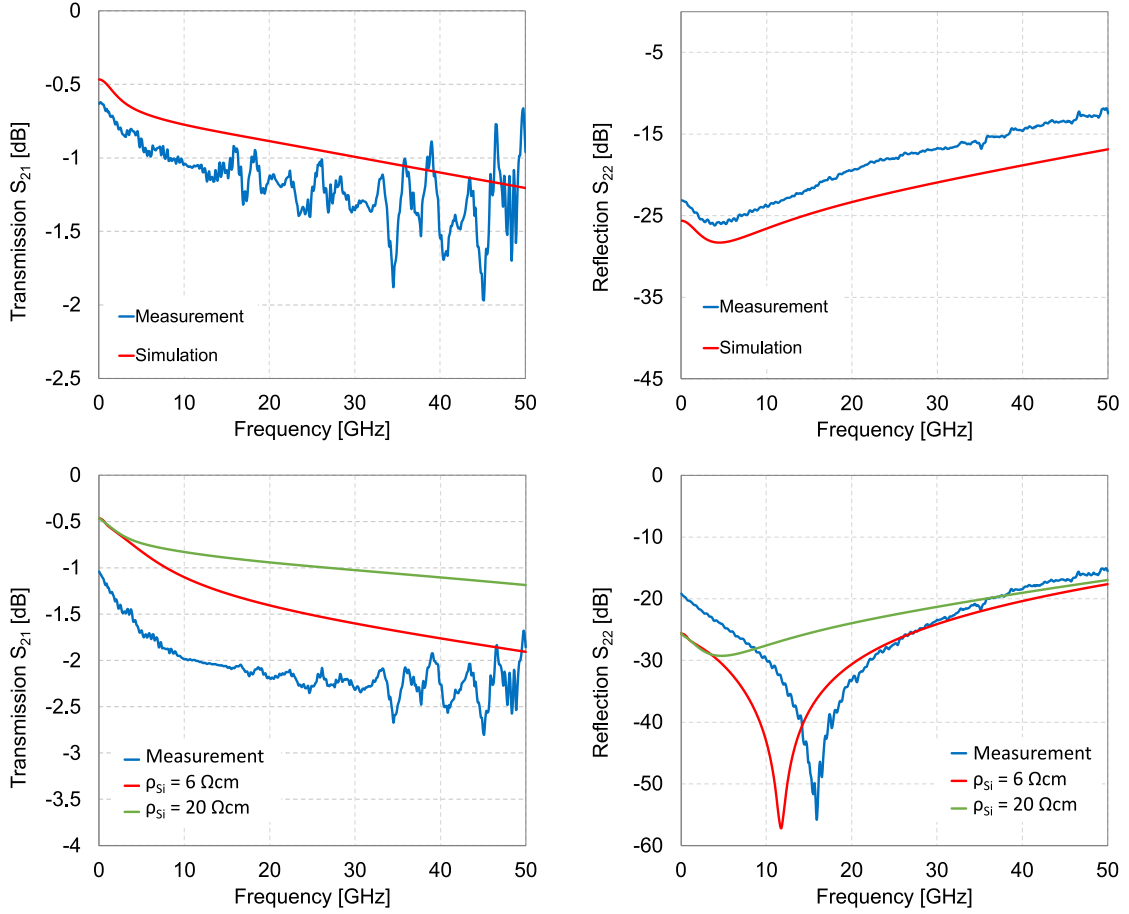 0
-0.5
-1
-1.5
-2
-2.5
Transmission S21 [dB]
Measurement
Simulation
0 10 20 30 40 50
Frequency [GHz]
-5
-15
-25
-35
-45
Reflection S22 [dB]
Measurement
Simulation
0 10 20 30 40 50
Frequency [GHz]
0
-0.5
-1
-1.5
-2
-2.5
-3
-3.5
-4
Transmission S21 [dB]
Measurement
ρSi = 6 Ωcm
ρSi = 20 Ωcm
0 10 20 30 40 50
Frequency [GHz]
0
-10
-20
-30
-40
-50
-60
Reflection S22 [dB]
Measurement
ρSi = 6 Ωcm
ρSi = 20 Ωcm
0 10 20 30 40 50
Frequency [GHz]